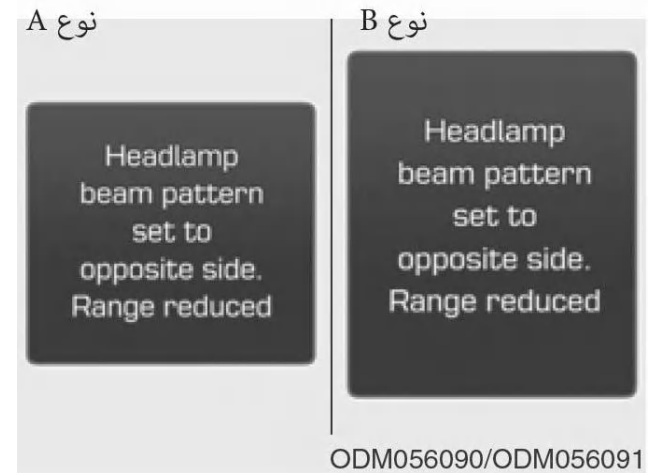 نوع A
Headlamp
beam pattern
set to
opposite side.
Range reduced
نوع B
Headlamp
beam pattern
set to
opposite side.
Range reduced
ODM056090/ODM056091